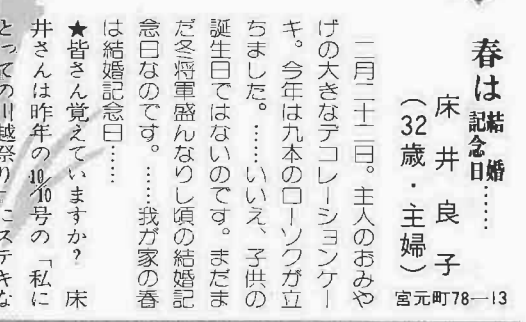 春は結婚記念日……
床井良子
（32歳・主婦）
宮元町78―13
二月二十二日。主人のおみや
げの大きなデコレーションケー
キ。今年は九本のローソクが立
ちました。……いいえ、子供の
誕生日ではないのです。まだま
だ冬将軍盛んなりし頃の結婚記
念日なのです。……我が家の春
は結婚記念日……
★皆さん覚えていますか？　床
井さんは昨年の10/10号の「私に
とっての川越祭り」にステキな